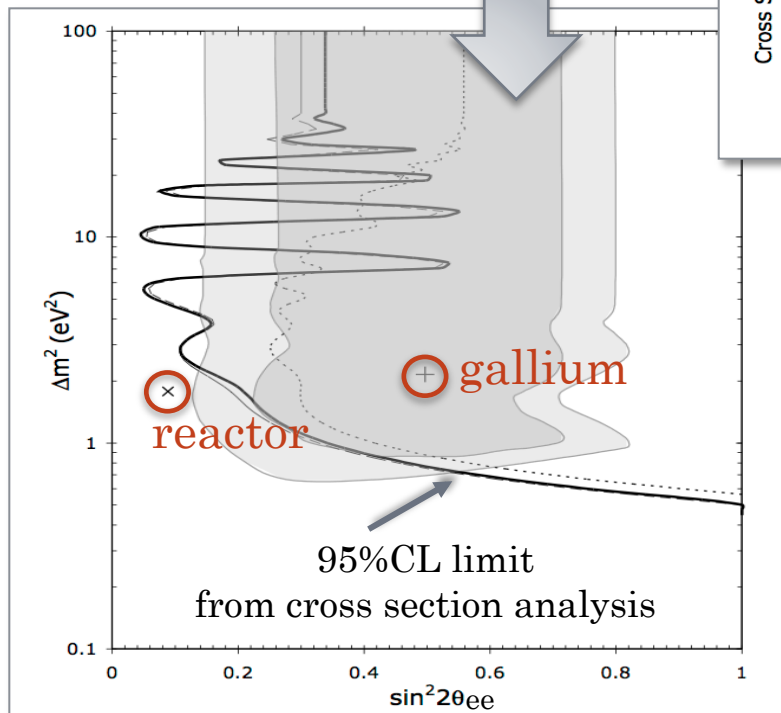 Cross S
100
10
1
0.1
Δm² (eV²)
gallium
reactor
95%CL limit
from cross section analysis
0
0.2
0.4
0.6
0.8
1
sin²2θee